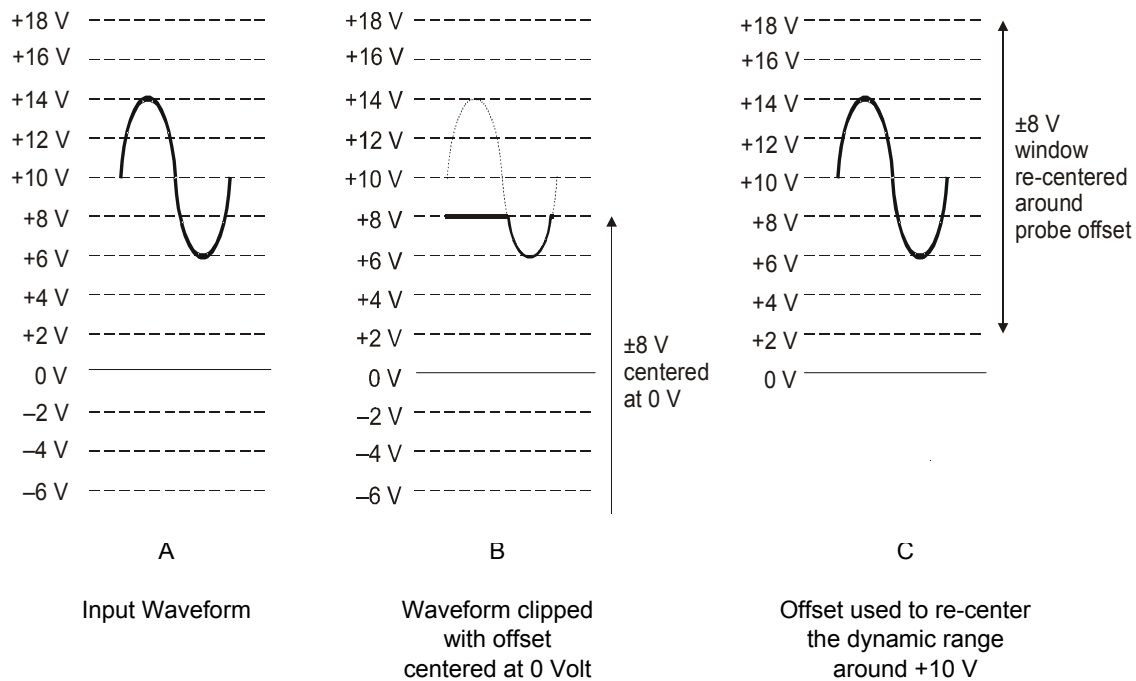 +18 V
+16 V
+14 V
+12 V
+10 V
+8 V
+6 V
+4 V
+2 V
0 V
–2 V
–4 V
–6 V
A
Input Waveform
+18 V
+16 V
+14 V
+12 V
+10 V
+8 V
+6 V
+4 V
+2 V
0 V
–2 V
–4 V
–6 V
±8 V
centered
at 0 V
B
Waveform clipped
with offset
centered at 0 Volt
+18 V
+16 V
+14 V
+12 V
+10 V
+8 V
+6 V
+4 V
+2 V
0 V
±8 V
window
re-centered
around
probe offset
C
Offset used to re-center
the dynamic range
around +10 V